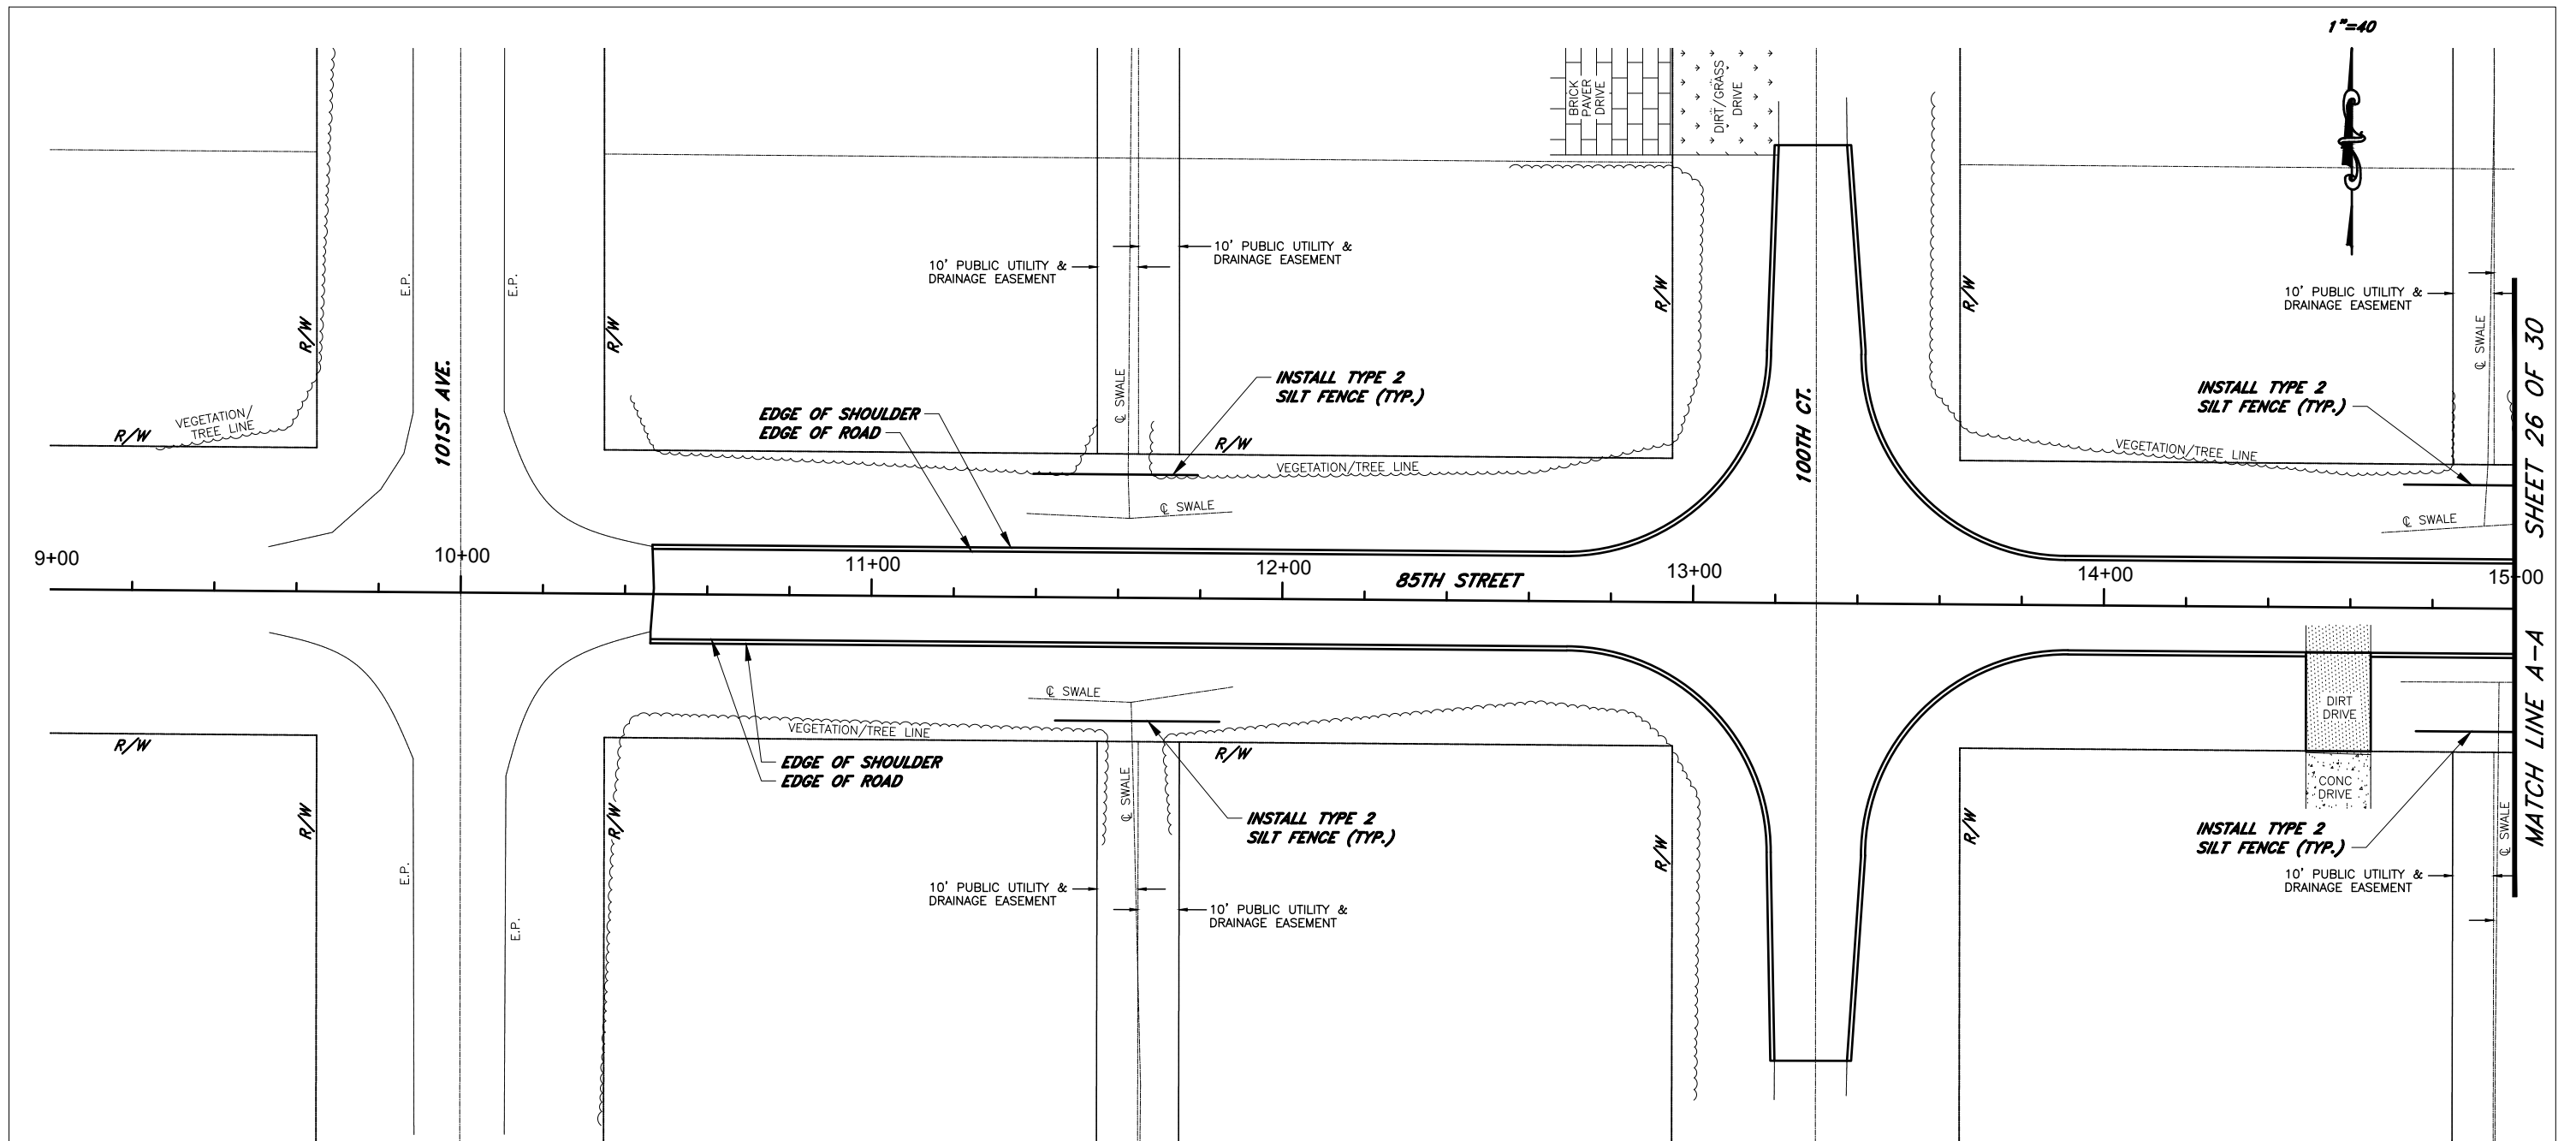 1"=40
BRICK
PAVER
DRIVE
DIRT/GRASS
DRIVE
10' PUBLIC UTILITY &
DRAINAGE EASEMENT
10' PUBLIC UTILITY &
DRAINAGE EASEMENT
10' PUBLIC UTILITY &
DRAINAGE EASEMENT
E.P.
E.P.
R/W
R/W
R/W
R/W
101ST AVE.
100TH CT.
℄ SWALE
℄ SWALE
INSTALL TYPE 2
SILT FENCE (TYP.)
INSTALL TYPE 2
SILT FENCE (TYP.)
EDGE OF SHOULDER
EDGE OF ROAD
VEGETATION/
TREE LINE
R/W
R/W
VEGETATION/TREE LINE
VEGETATION/TREE LINE
℄ SWALE
℄ SWALE
9+00
10+00
11+00
12+00
13+00
14+00
15+00
85TH STREET
MATCH LINE A-A SHEET 26 OF 30
℄ SWALE
VEGETATION/TREE LINE
R/W
R/W
DIRT
DRIVE
CONC
DRIVE
EDGE OF SHOULDER
EDGE OF ROAD
℄ SWALE
℄ SWALE
INSTALL TYPE 2
SILT FENCE (TYP.)
INSTALL TYPE 2
SILT FENCE (TYP.)
R/W
R/W
R/W
R/W
E.P.
E.P.
10' PUBLIC UTILITY &
DRAINAGE EASEMENT
10' PUBLIC UTILITY &
DRAINAGE EASEMENT
10' PUBLIC UTILITY &
DRAINAGE EASEMENT